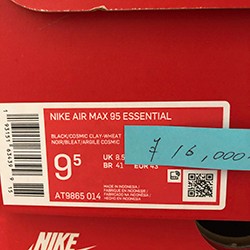 NIKE AIR MAX 95 ESSENTIAL
BLACK/COSMIC CLAY-WHEAT
NOIR/BLEAT/ARGILE COSMIC
9.5
UK 8.5
BR 41
EUR 43
¥ 16,000
AT9865 014
MADE IN INDONESIA
NIKE